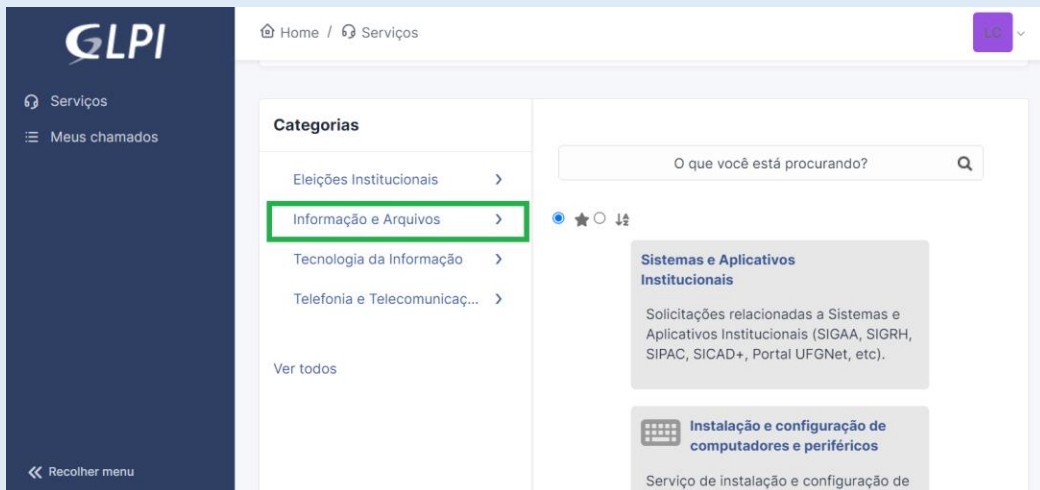 GLPI
Home / Serviços
LC
Serviços
Meus chamados
Recolher menu
Categorias
Eleições Institucionais
Informação e Arquivos
Tecnologia da Informação
Telefonia e Telecomunicaç...
Ver todos
O que você está procurando?
Sistemas e Aplicativos
Institucionais
Solicitações relacionadas a Sistemas e
Aplicativos Institucionais (SIGAA, SIGRH,
SIPAC, SICAD+, Portal UFGNet, etc).
Instalação e configuração de
computadores e periféricos
Serviço de instalação e configuração de